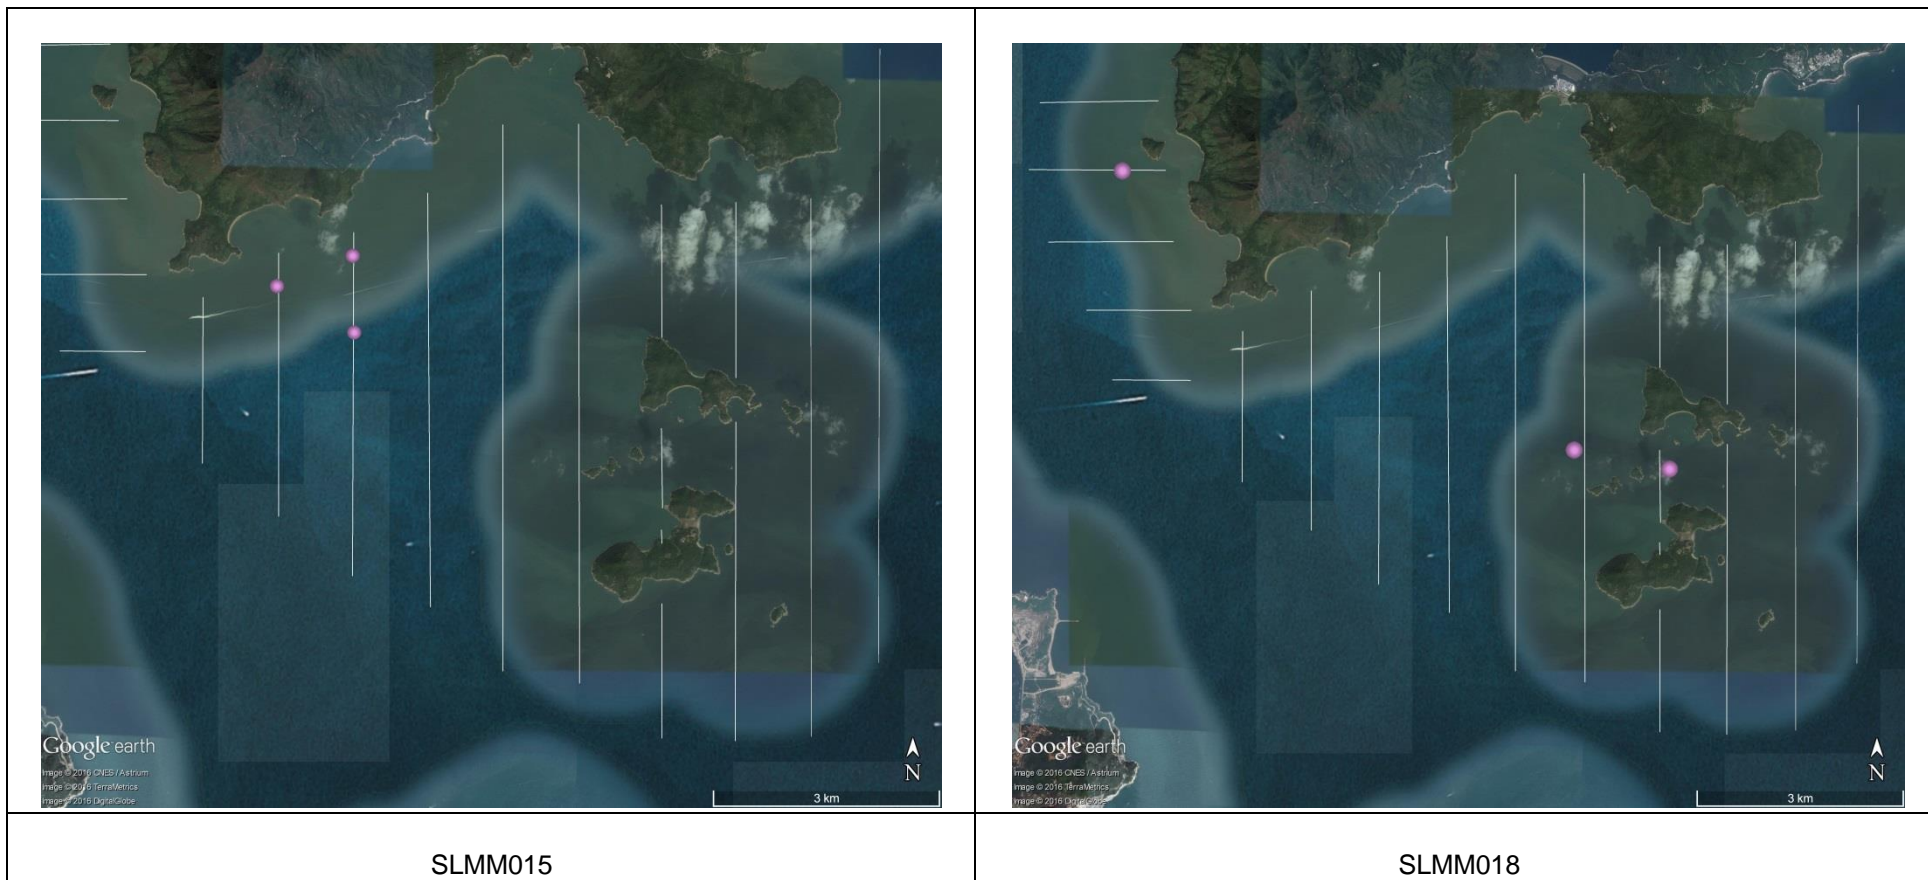 Google earth
Image © 2016 CNES / Astrium
Image © 2016 TerraMetrics
Image © 2016 DigitalGlobe
N
3 km
Google earth
Image © 2016 CNES / Astrium
Image © 2016 TerraMetrics
Image © 2016 DigitalGlobe
N
3 km
SLMM015
SLMM018